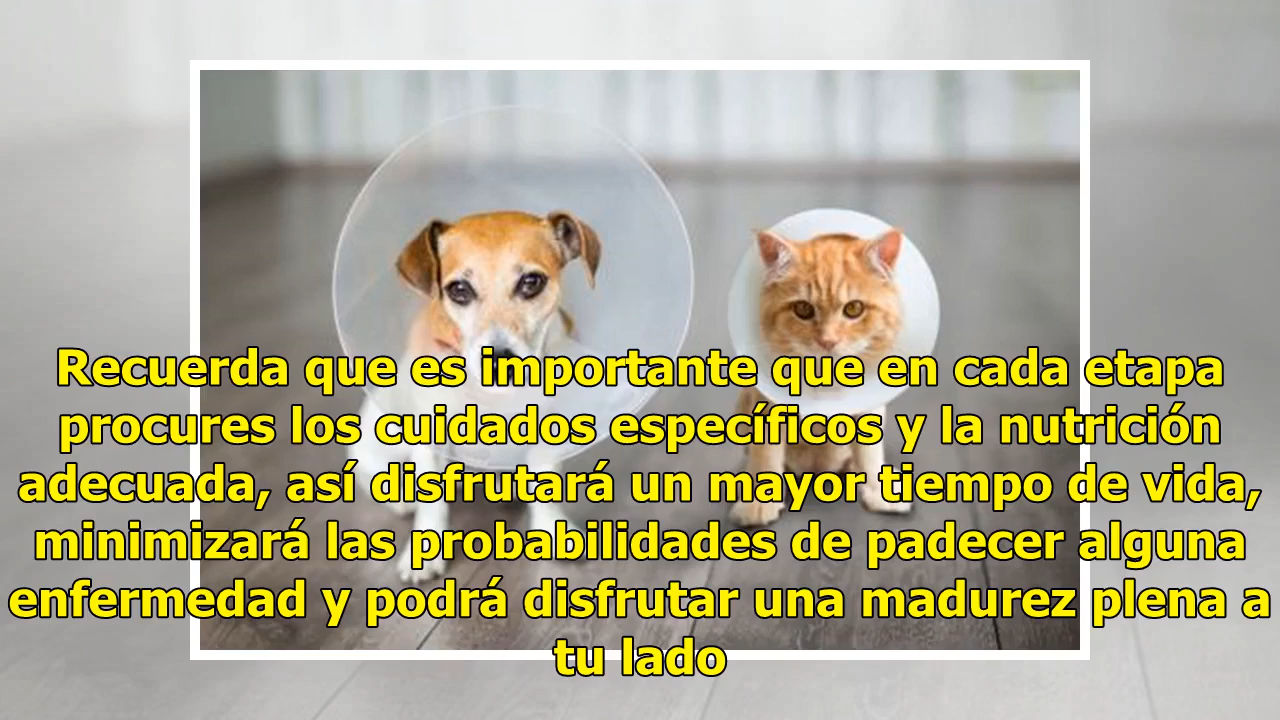 Recuerda que es importante que en cada etapa
procures los cuidados específicos y la nutrición
adecuada, así disfrutará un mayor tiempo de vida,
minimizará las probabilidades de padecer alguna
enfermedad y podrá disfrutar una madurez plena a
tu lado